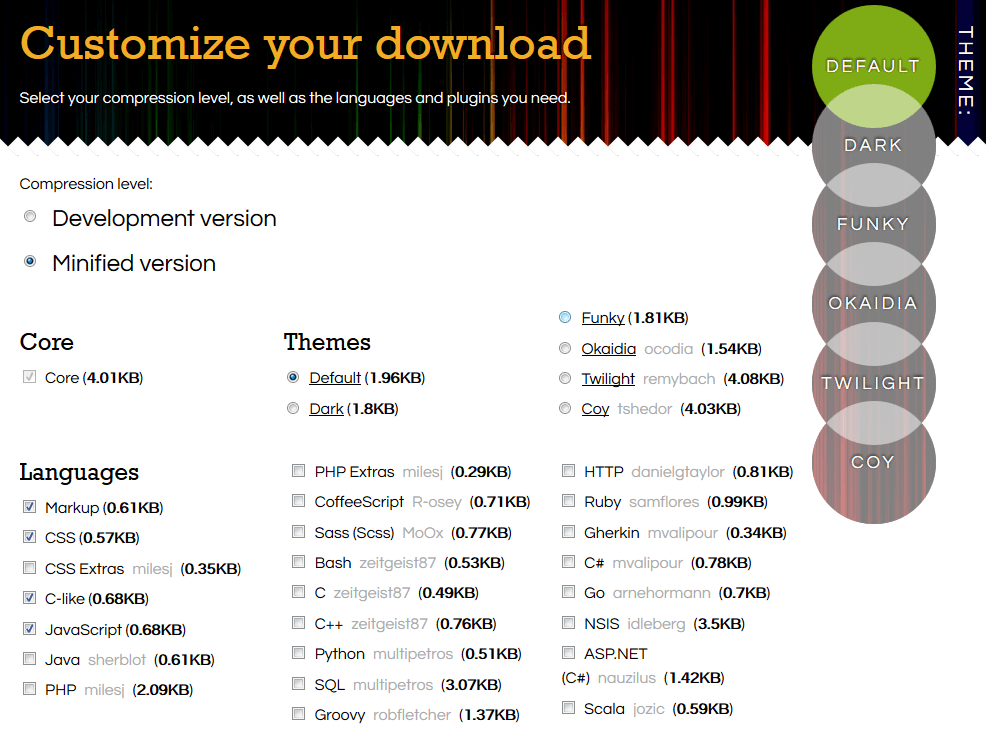 Customize your download
Select your compression level, as well as the languages and plugins you need.
THEME:
DEFAULT
DARK
FUNKY
OKAIDIA
TWILIGHT
COY
Compression level:
Development version
Minified version
Core
Core (4.01KB)
Themes
Default (1.96KB)
Dark (1.8KB)
Funky (1.81KB)
Okaidia ocodia (1.54KB)
Twilight remybach (4.08KB)
Coy tshedor (4.03KB)
Languages
Markup (0.61KB)
CSS (0.57KB)
CSS Extras milesj (0.35KB)
C-like (0.68KB)
JavaScript (0.68KB)
Java sherblot (0.61KB)
PHP milesj (2.09KB)
PHP Extras milesj (0.29KB)
CoffeeScript R-osey (0.71KB)
Sass (Scss) MoOx (0.77KB)
Bash zeitgeist87 (0.53KB)
C zeitgeist87 (0.49KB)
C++ zeitgeist87 (0.76KB)
Python multipetros (0.51KB)
SQL multipetros (3.07KB)
Groovy robfletcher (1.37KB)
HTTP danielgtaylor (0.81KB)
Ruby samflores (0.99KB)
Gherkin mvalipour (0.34KB)
C# mvalipour (0.78KB)
Go arnehormann (0.7KB)
NSIS idleberg (3.5KB)
ASP.NET
(C#) nauzilus (1.42KB)
Scala jozic (0.59KB)